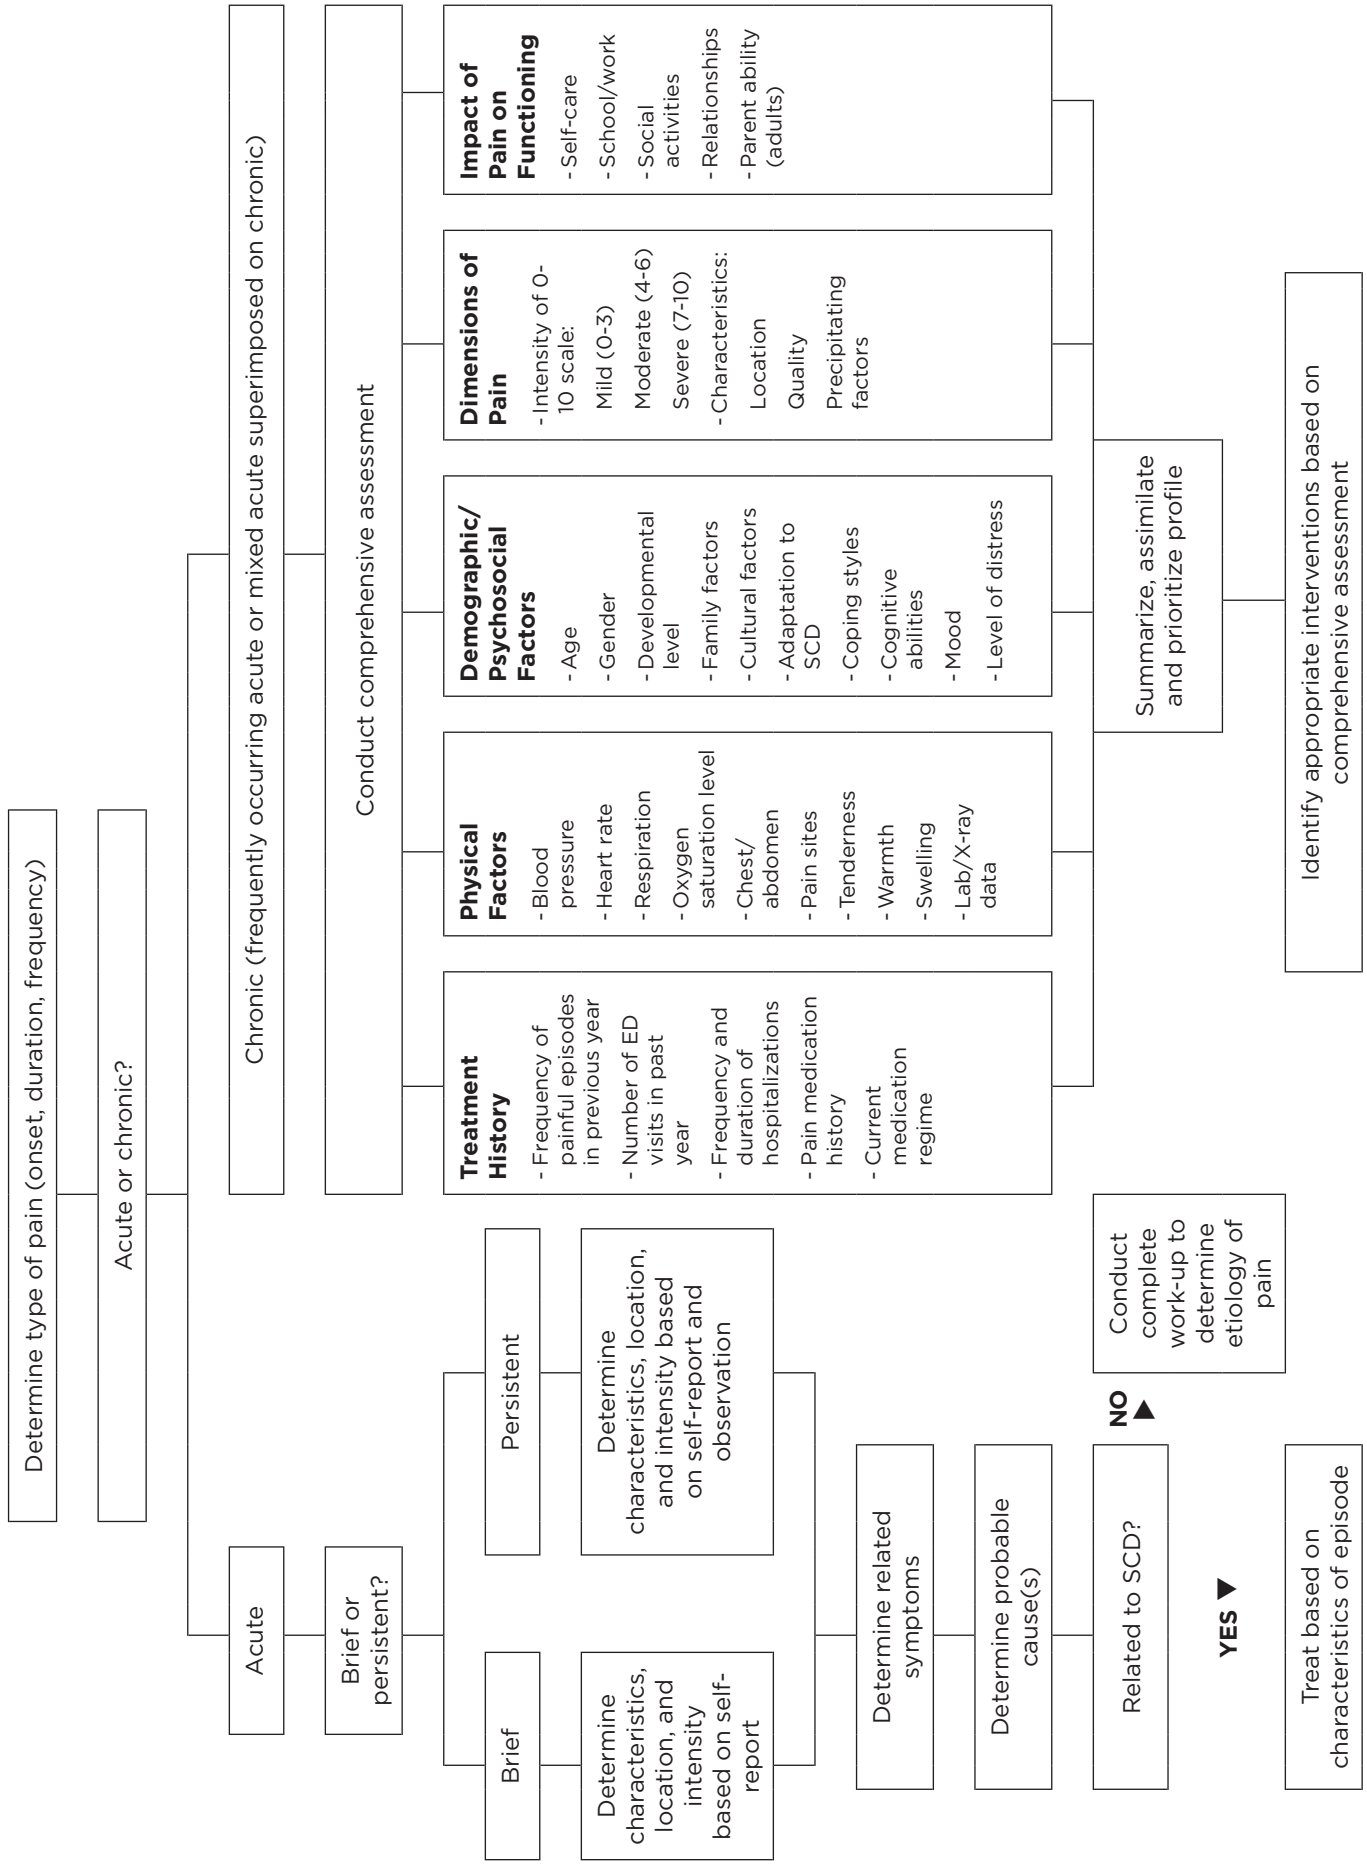 Determine type of pain (onset, duration, frequency)
Acute or chronic?
Acute
Brief or
persistent?
Brief
Determine
characteristics,
location, and
intensity
based on self-
report
Persistent
Determine
characteristics, location,
and intensity based
on self-report and
observation
Determine related
symptoms
Determine probable
cause(s)
Related to SCD?
NO ▶
Conduct
complete
work-up to
determine
etiology of
pain
YES ▼
Treat based on
characteristics of episode
Chronic (frequently occurring acute or mixed acute superimposed on chronic)
Conduct comprehensive assessment
Treatment
History
- Frequency of
painful episodes
in previous year
- Number of ED
visits in past
year
- Frequency and
duration of
hospitalizations
- Pain medication
history
- Current
medication
regime
Physical
Factors
- Blood
pressure
- Heart rate
- Respiration
- Oxygen
saturation level
- Chest/
abdomen
- Pain sites
- Tenderness
- Warmth
- Swelling
- Lab/X-ray
data
Demographic/
Psychosocial
Factors
- Age
- Gender
- Developmental
level
- Family factors
- Cultural factors
- Adaptation to
SCD
- Coping styles
- Cognitive
abilities
- Mood
- Level of distress
Dimensions of
Pain
- Intensity of 0-
10 scale:
Mild (0-3)
Moderate (4-6)
Severe (7-10)
- Characteristics:
Location
Quality
Precipitating
factors
Impact of
Pain on
Functioning
- Self-care
- School/work
- Social
activities
- Relationships
- Parent ability
(adults)
Summarize, assimilate
and prioritize profile
Identify appropriate interventions based on
comprehensive assessment